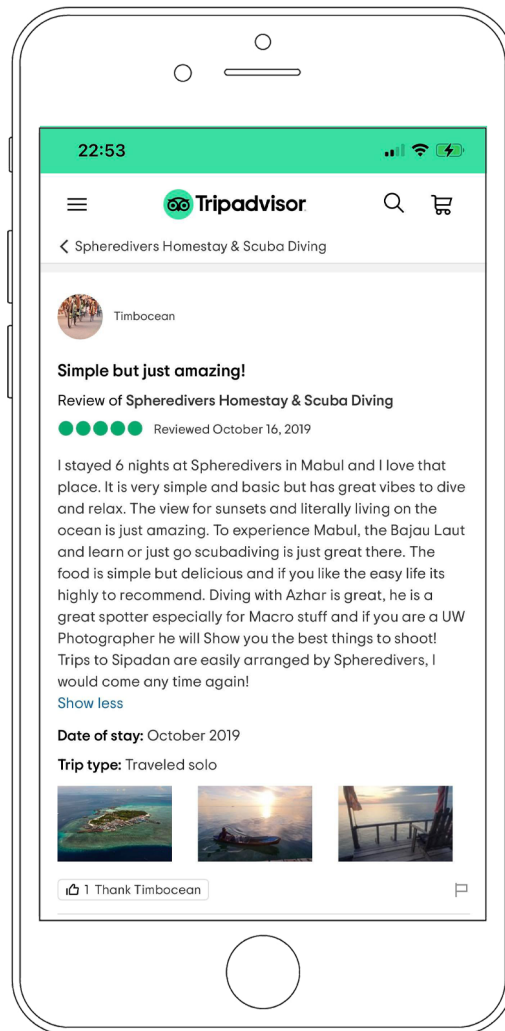 22:53
Tripadvisor
Spheredivers Homestay & Scuba Diving
Timbocean
Simple but just amazing!
Review of Spheredivers Homestay & Scuba Diving
Reviewed October 16, 2019
I stayed 6 nights at Spheredivers in Mabul and I love that
place. It is very simple and basic but has great vibes to dive
and relax. The view for sunsets and literally living on the
ocean is just amazing. To experience Mabul, the Bajau Laut
and learn or just go scubadiving is just great there. The
food is simple but delicious and if you like the easy life its
highly to recommend. Diving with Azhar is great, he is a
great spotter especially for Macro stuff and if you are a UW
Photographer he will Show you the best things to shoot!
Trips to Sipadan are easily arranged by Spheredivers, I
would come any time again!
Show less
Date of stay: October 2019
Trip type: Traveled solo
1 Thank Timbocean